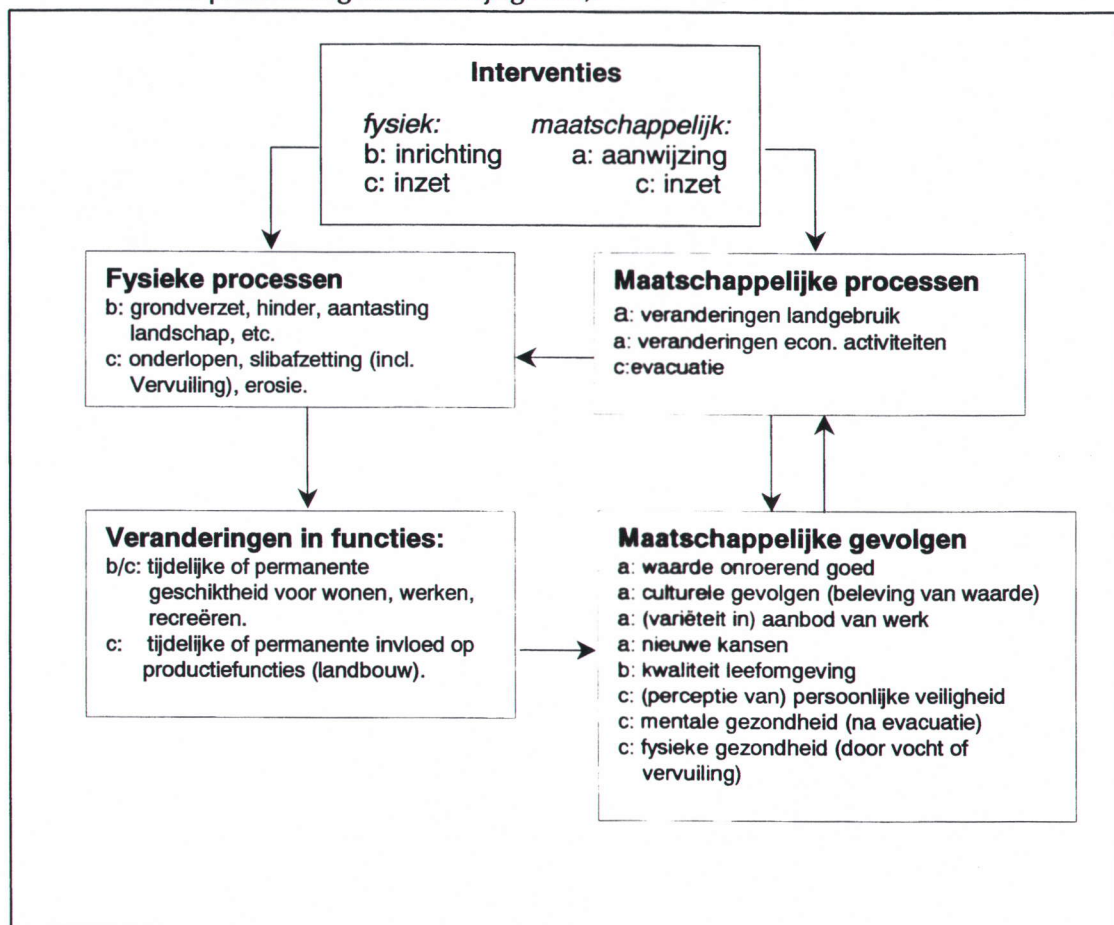 Interventies
fysiek: maatschappelijk:
b: inrichting a: aanwijzing
c: inzet c: inzet
Fysieke processen
b: grondverzet, hinder, aantasting
landschap, etc.
c: onderlopen, slibafzetting (incl.
Vervuiling), erosie.
Maatschappelijke processen
a: veranderingen landgebruik
a: veranderingen econ. activiteiten
c:evacuatie
Veranderingen in functies:
b/c: tijdelijke of permanente
geschiktheid voor wonen, werken,
recreëren.
c: tijdelijke of permanente invloed op
productiefuncties (landbouw).
Maatschappelijke gevolgen
a: waarde onroerend goed
a: culturele gevolgen (beleving van waarde)
a: (variëteit in) aanbod van werk
a: nieuwe kansen
b: kwaliteit leefomgeving
c: (perceptie van) persoonlijke veiligheid
c: mentale gezondheid (na evacuatie)
c: fysieke gezondheid (door vocht of
vervuiling)